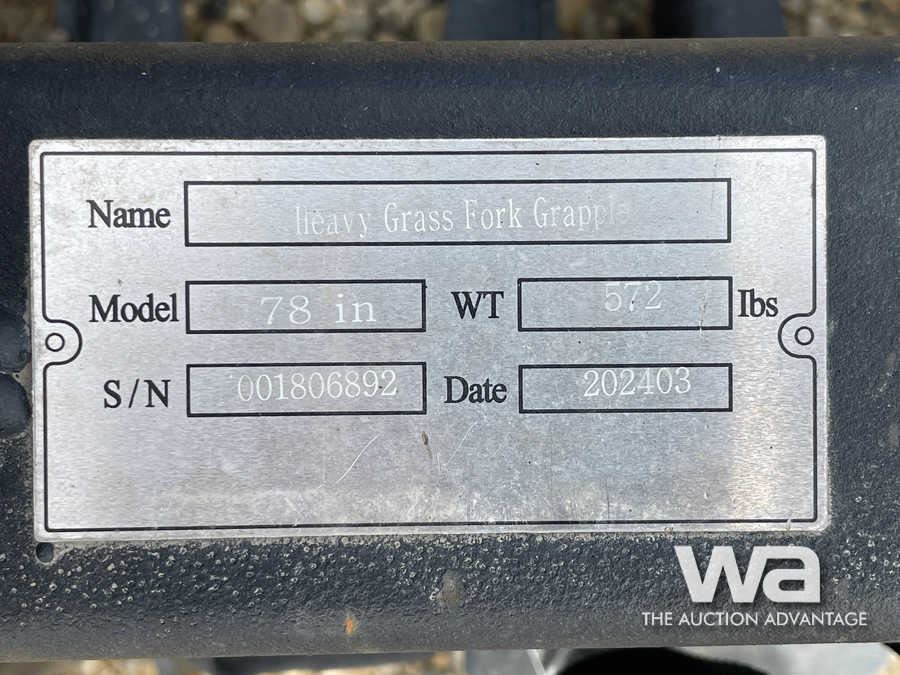 Name Heavy Grass Fork Grapple
Model 78 in WT 572 lbs
S/N 001806892 Date 202403
wa
THE AUCTION ADVANTAGE